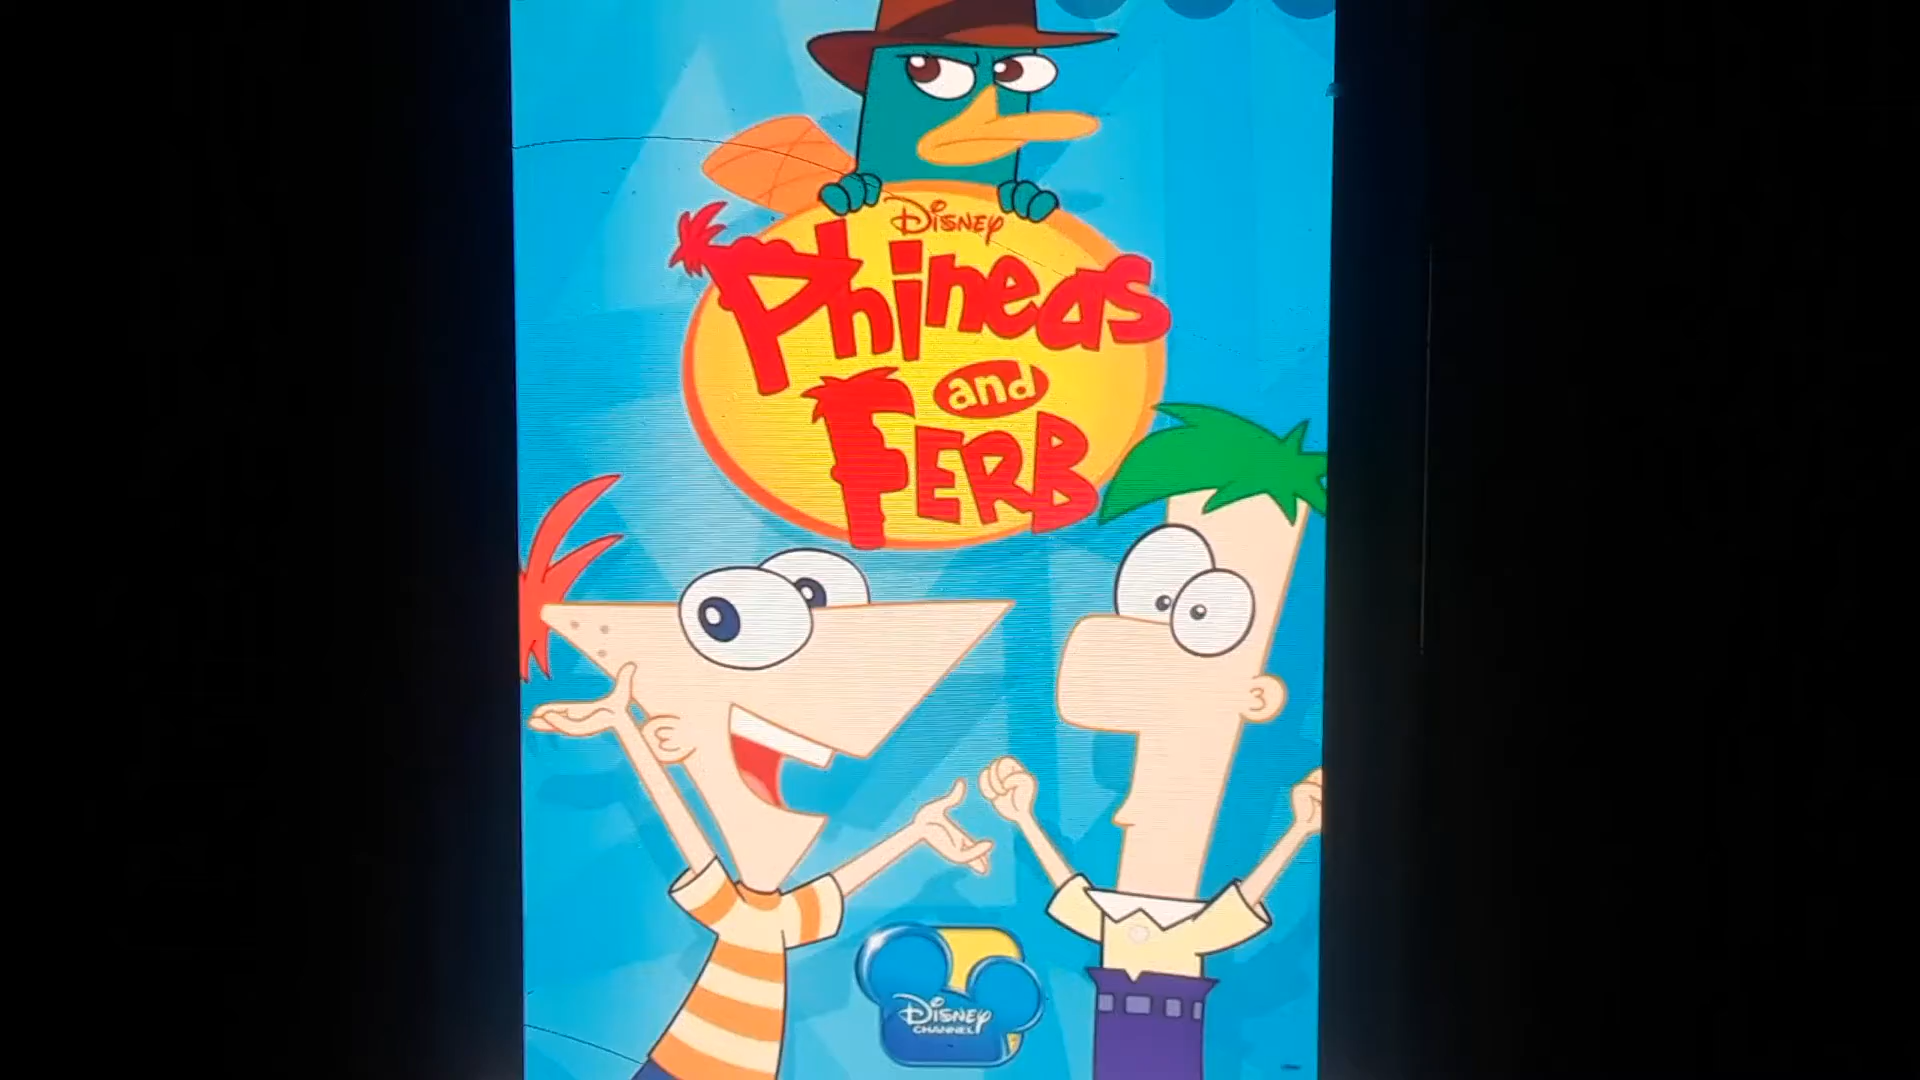 Disney
Phineas
and
Ferb
Disney
CHANNEL